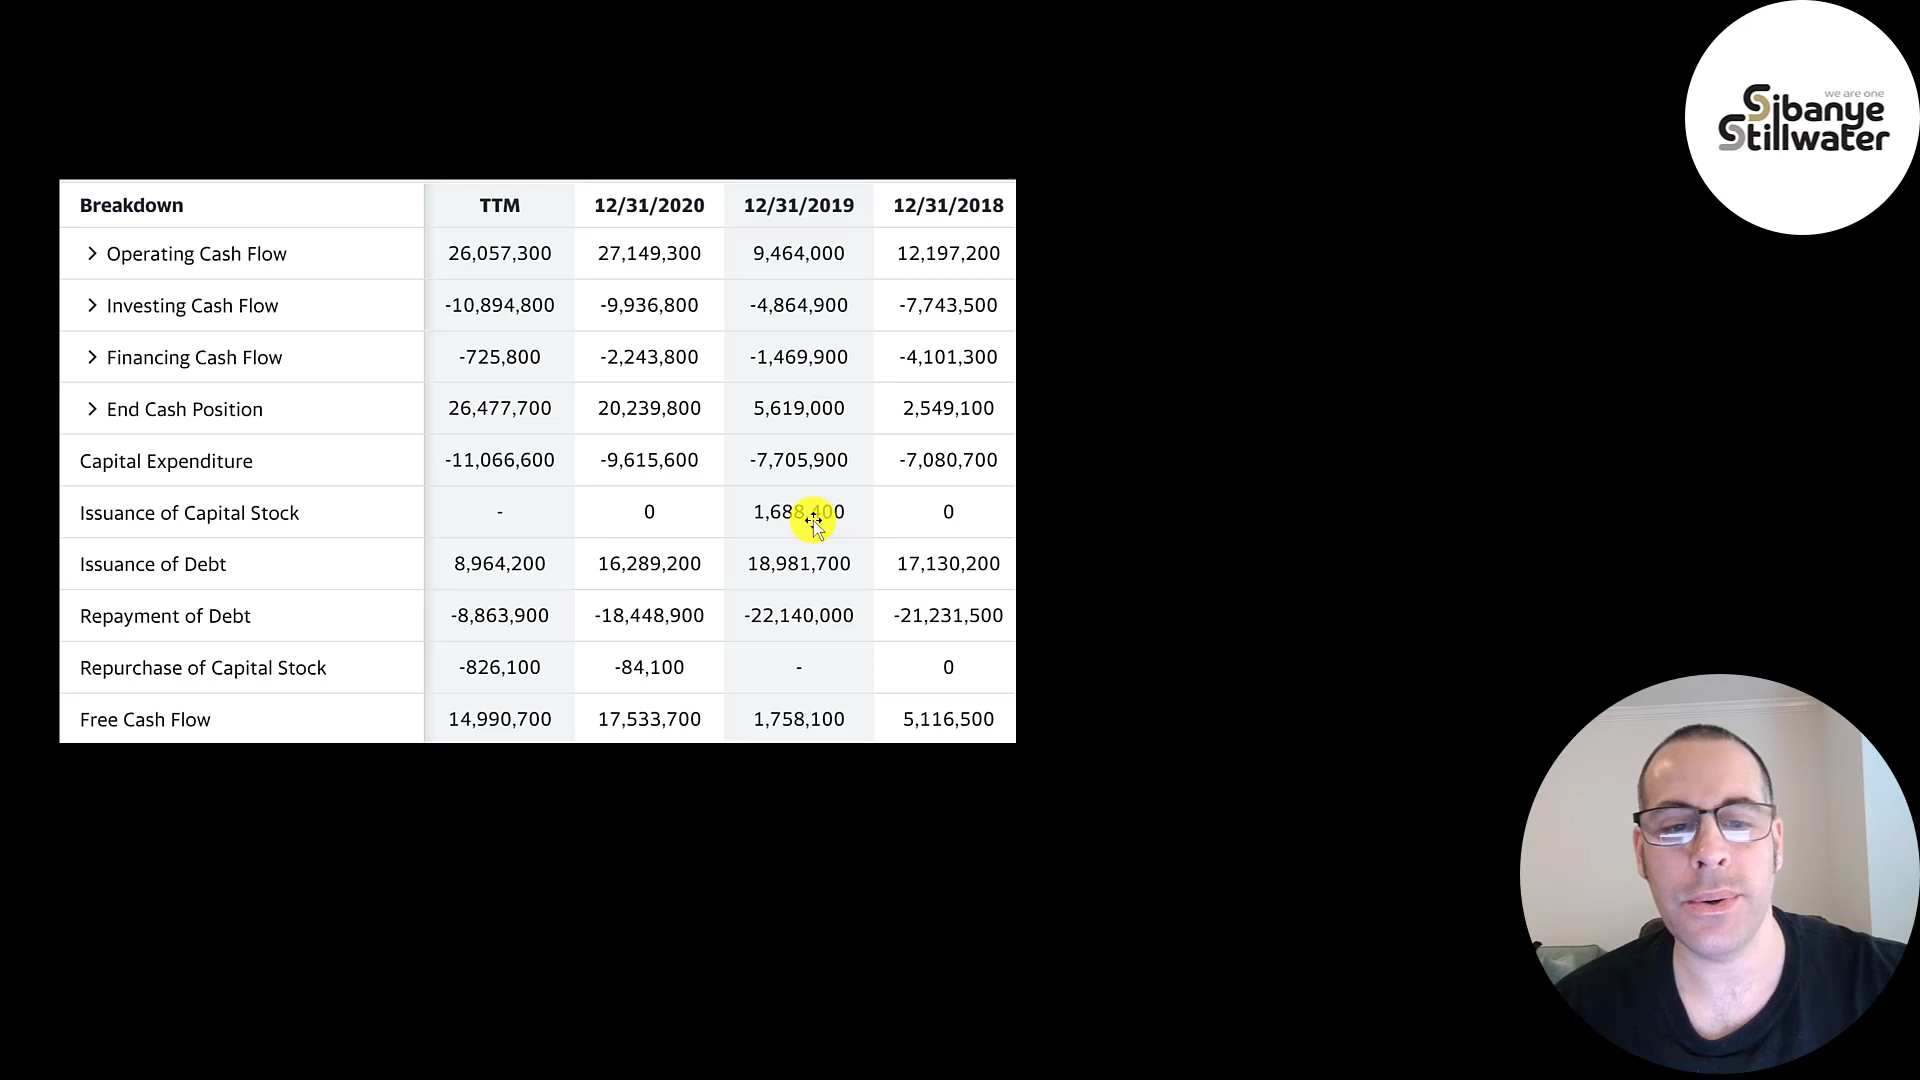 we are one
Sibanye
Stillwater
Breakdown TTM 12/31/2020 12/31/2019 12/31/2018
Operating Cash Flow 26,057,300 27,149,300 9,464,000 12,197,200
Investing Cash Flow -10,894,800 -9,936,800 -4,864,900 -7,743,500
Financing Cash Flow -725,800 -2,243,800 -1,469,900 -4,101,300
End Cash Position 26,477,700 20,239,800 5,619,000 2,549,100
Capital Expenditure -11,066,600 -9,615,600 -7,705,900 -7,080,700
Issuance of Capital Stock - 0 1,688,400 0
Issuance of Debt 8,964,200 16,289,200 18,981,700 17,130,200
Repayment of Debt -8,863,900 -18,448,900 -22,140,000 -21,231,500
Repurchase of Capital Stock -826,100 -84,100 - 0
Free Cash Flow 14,990,700 17,533,700 1,758,100 5,116,500